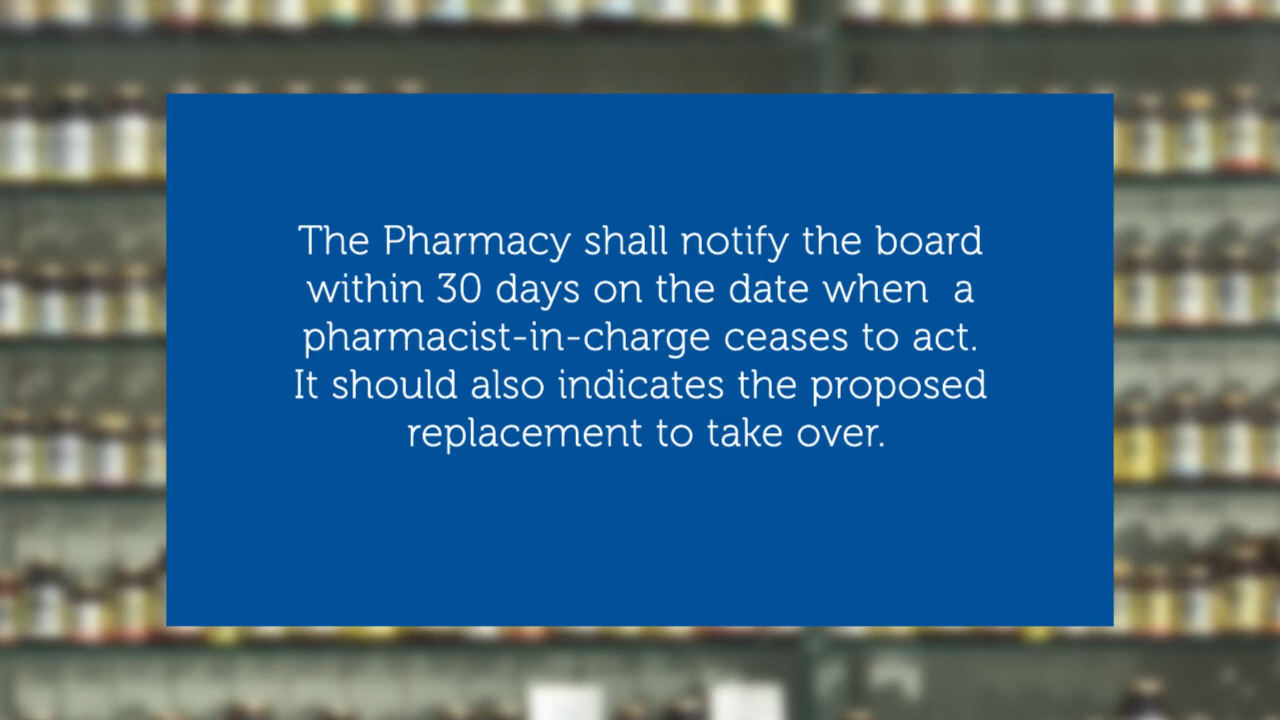 The Pharmacy shall notify the board
within 30 days on the date when  a
pharmacist-in-charge ceases to act.
It should also indicates the proposed
replacement to take over.